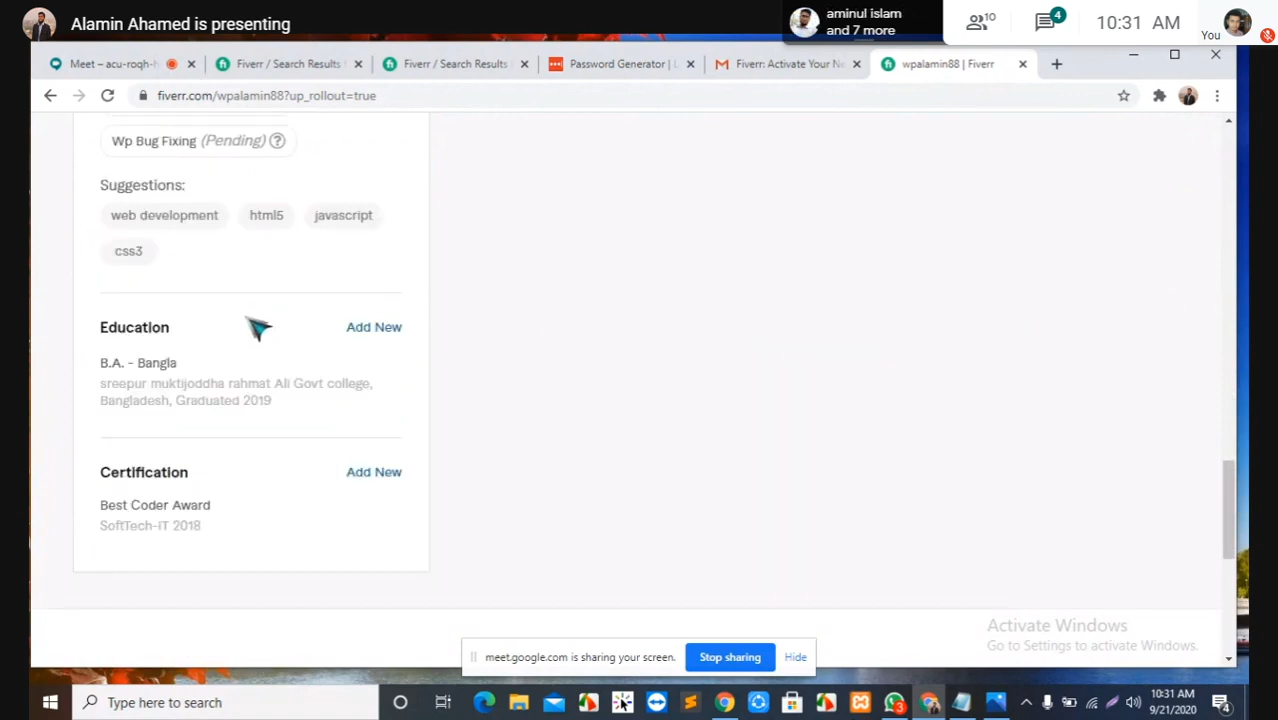 Alamin Ahamed is presenting
aminul islam
and 7 more
10
4
10:31 AM
You
Meet – acu-roqh-
Fiverr / Search Results
Fiverr / Search Results
Password Generator | L
Fiverr: Activate Your Ne
wpalamin88 | Fiverr
fiverr.com/wpalamin88?up_rollout=true
Wp Bug Fixing (Pending) ?
Suggestions:
web development html5 javascript
css3
Education Add New
B.A. - Bangla
sreepur muktijoddha rahmat Ali Govt college,
Bangladesh, Graduated 2019
Certification Add New
Best Coder Award
SoftTech-iT 2018
Activate Windows
Go to Settings to activate Windows.
meet.google.com is sharing your screen. Stop sharing Hide
Type here to search
3
10:31 AM
9/21/2020
4